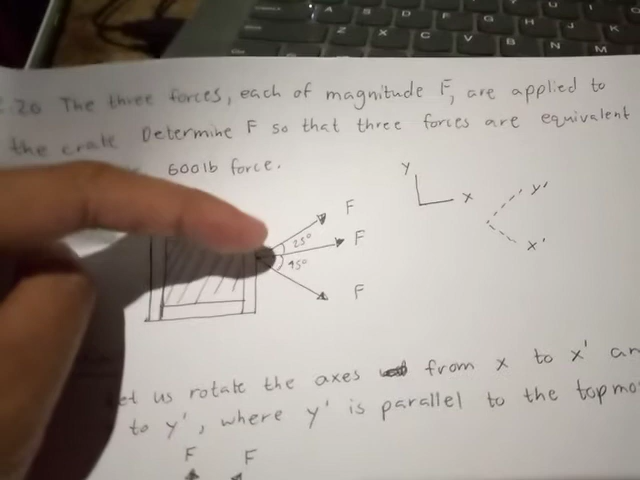 2.20 The three forces, each of magnitude F, are applied to
the crate Determine F so that three forces are equivalent
600lb force.
Y
X
F
25°
F
45°
F
y'
x'
et us rotate the axes from x to x' an
to y', where y' is parallel to the topmo
F F